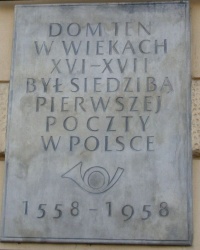 DOM TEN
W WIEKACH
XVI-XVII
BYŁ SIEDZIBĄ
PIERWSZEJ
POCZTY
W POLSCE
1558-1958